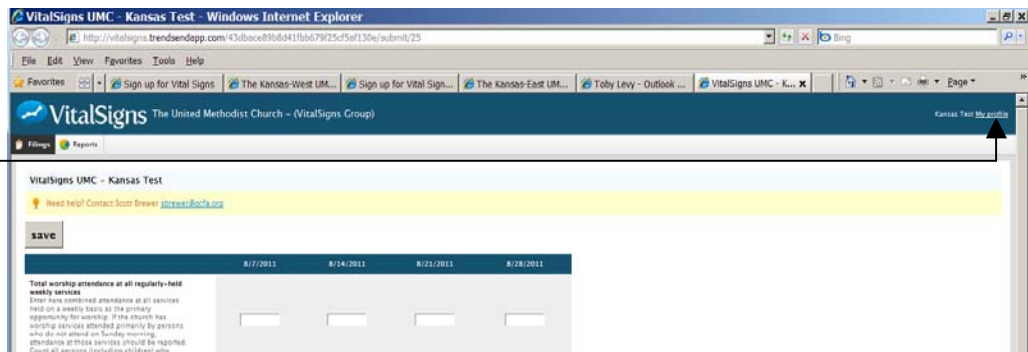 VitalSigns UMC - Kansas Test - Windows Internet Explorer
http://vitalsigns.trendsendapp.com/43dbace89b8d41fbb679f25cf5af130e/submit/25
Bing
File Edit View Favorites Tools Help
Favorites Sign up for Vital Signs The Kansas-West UM... Sign up for Vital Sign... The Kansas-East UM... Toby Levy - Outlook ... VitalSigns UMC - K... X Page
VitalSigns The United Methodist Church - (VitalSigns Group) Kansas Test My profile
Filings Reports
VitalSigns UMC - Kansas Test
Need help? Contact Scott Brewer sbrewer@gcfa.org
save
8/7/2011 8/14/2011 8/21/2011 8/28/2011
Total worship attendance at all regularly-held
weekly services
Enter here combined attendance at all services
held on a weekly basis as the primary
opportunity for worship. If the church has
worship services attended primarily by persons
who do not attend on Sunday morning,
attendance at those services should be reported.
Count all persons (including children) who